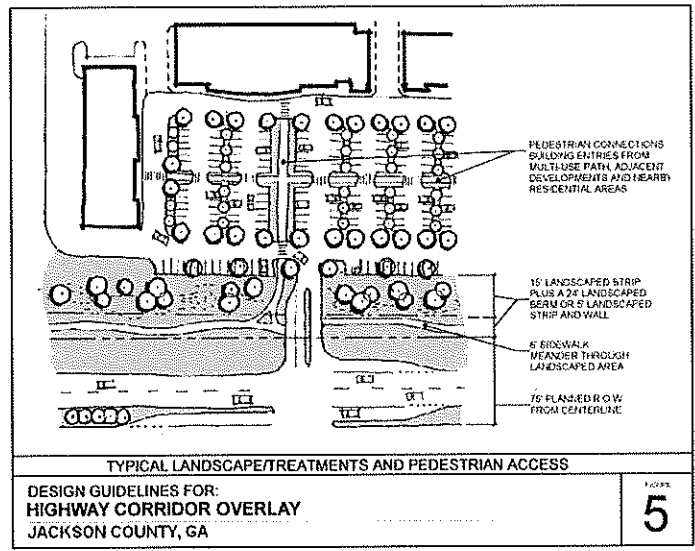 PEDESTRIAN CONNECTIONS
BUILDING ENTRIES FROM
MULTI-USE PATH, ADJACENT
DEVELOPMENTS AND NEARBY
RESIDENTIAL AREAS
15' LANDSCAPED STRIP
PLUS A 24' LANDSCAPED
BERM OR 5' LANDSCAPED
STRIP AND WALL
SIDEWALK
MEANDER THROUGH
LANDSCAPED AREA
75' PLANNED R O W
FROM CENTERLINE
TYPICAL LANDSCAPE/TREATMENTS AND PEDESTRIAN ACCESS
DESIGN GUIDELINES FOR:
HIGHWAY CORRIDOR OVERLAY
JACKSON COUNTY, GA
FIGURE
5